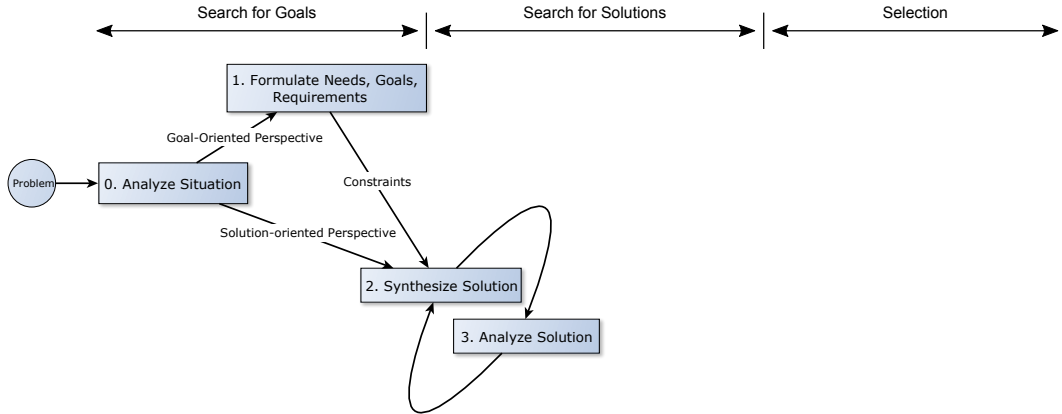 Search for Goals
Search for Solutions
Selection
1. Formulate Needs, Goals,
Requirements
Goal-Oriented Perspective
Problem
0. Analyze Situation
Constraints
Solution-oriented Perspective
2. Synthesize Solution
3. Analyze Solution